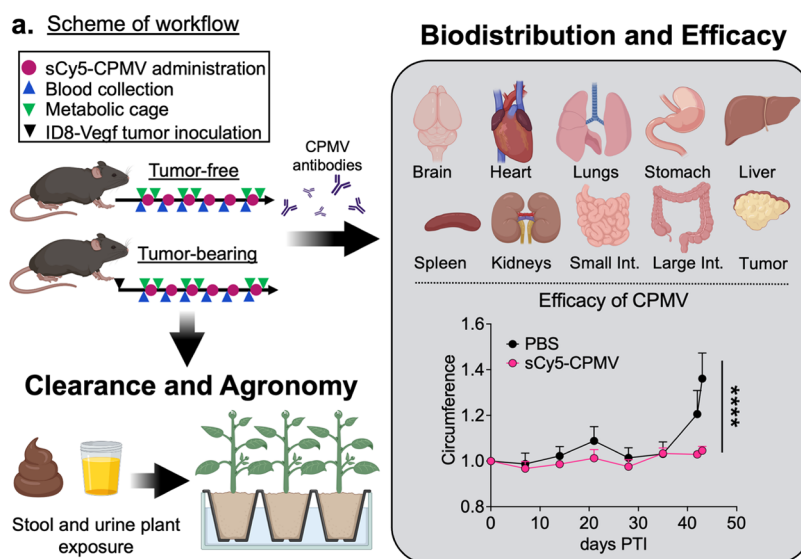 a. Scheme of workflow
sCy5-CPMV administration
Blood collection
Metabolic cage
ID8-Vegf tumor inoculation
Tumor-free
Tumor-bearing
CPMV
antibodies
Clearance and Agronomy
Stool and urine plant
exposure
Biodistribution and Efficacy
Brain Heart Lungs Stomach Liver
Spleen Kidneys Small Int. Large Int. Tumor
Efficacy of CPMV
PBS
sCy5-CPMV
Circumference
1.6
1.4
1.2
1.0
0.8
****
0 10 20 30 40 50
days PTI